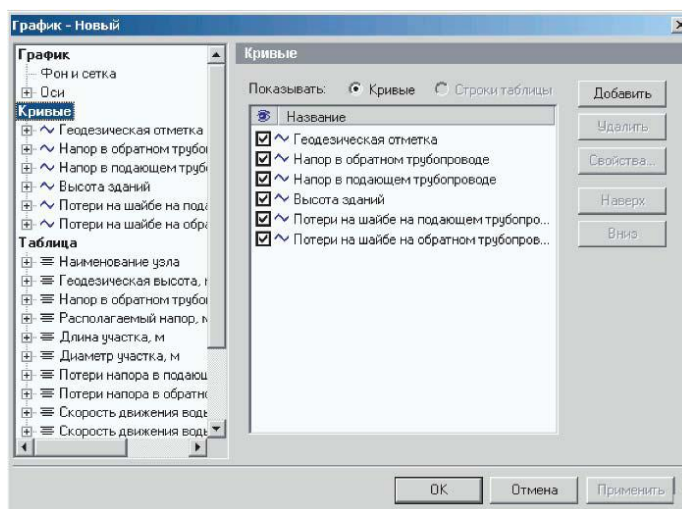 График - Новый
График
Фон и сетка
Оси
Кривые
Геодезическая отметка
Напор в обратном трубо
Напор в подающем труб
Высота зданий
Потери на шайбе на пода
Потери на шайбе на обра
Таблица
Наименование узла
Геодезическая высота,
Напор в обратном трубо
Располагаемый напор, м
Длина участка, м
Диаметр участка, м
Потери напора в подающ
Потери напора в обратно
Скорость движения воды
Скорость движения воды
Кривые
Показывать: Кривые Строки таблицы
Название
Геодезическая отметка
Напор в обратном трубопроводе
Напор в подающем трубопроводе
Высота зданий
Потери на шайбе на подающем трубопро...
Потери на шайбе на обратном трубопров...
Добавить
Удалить
Свойства...
Наверх
Вниз
OK Отмена Применить